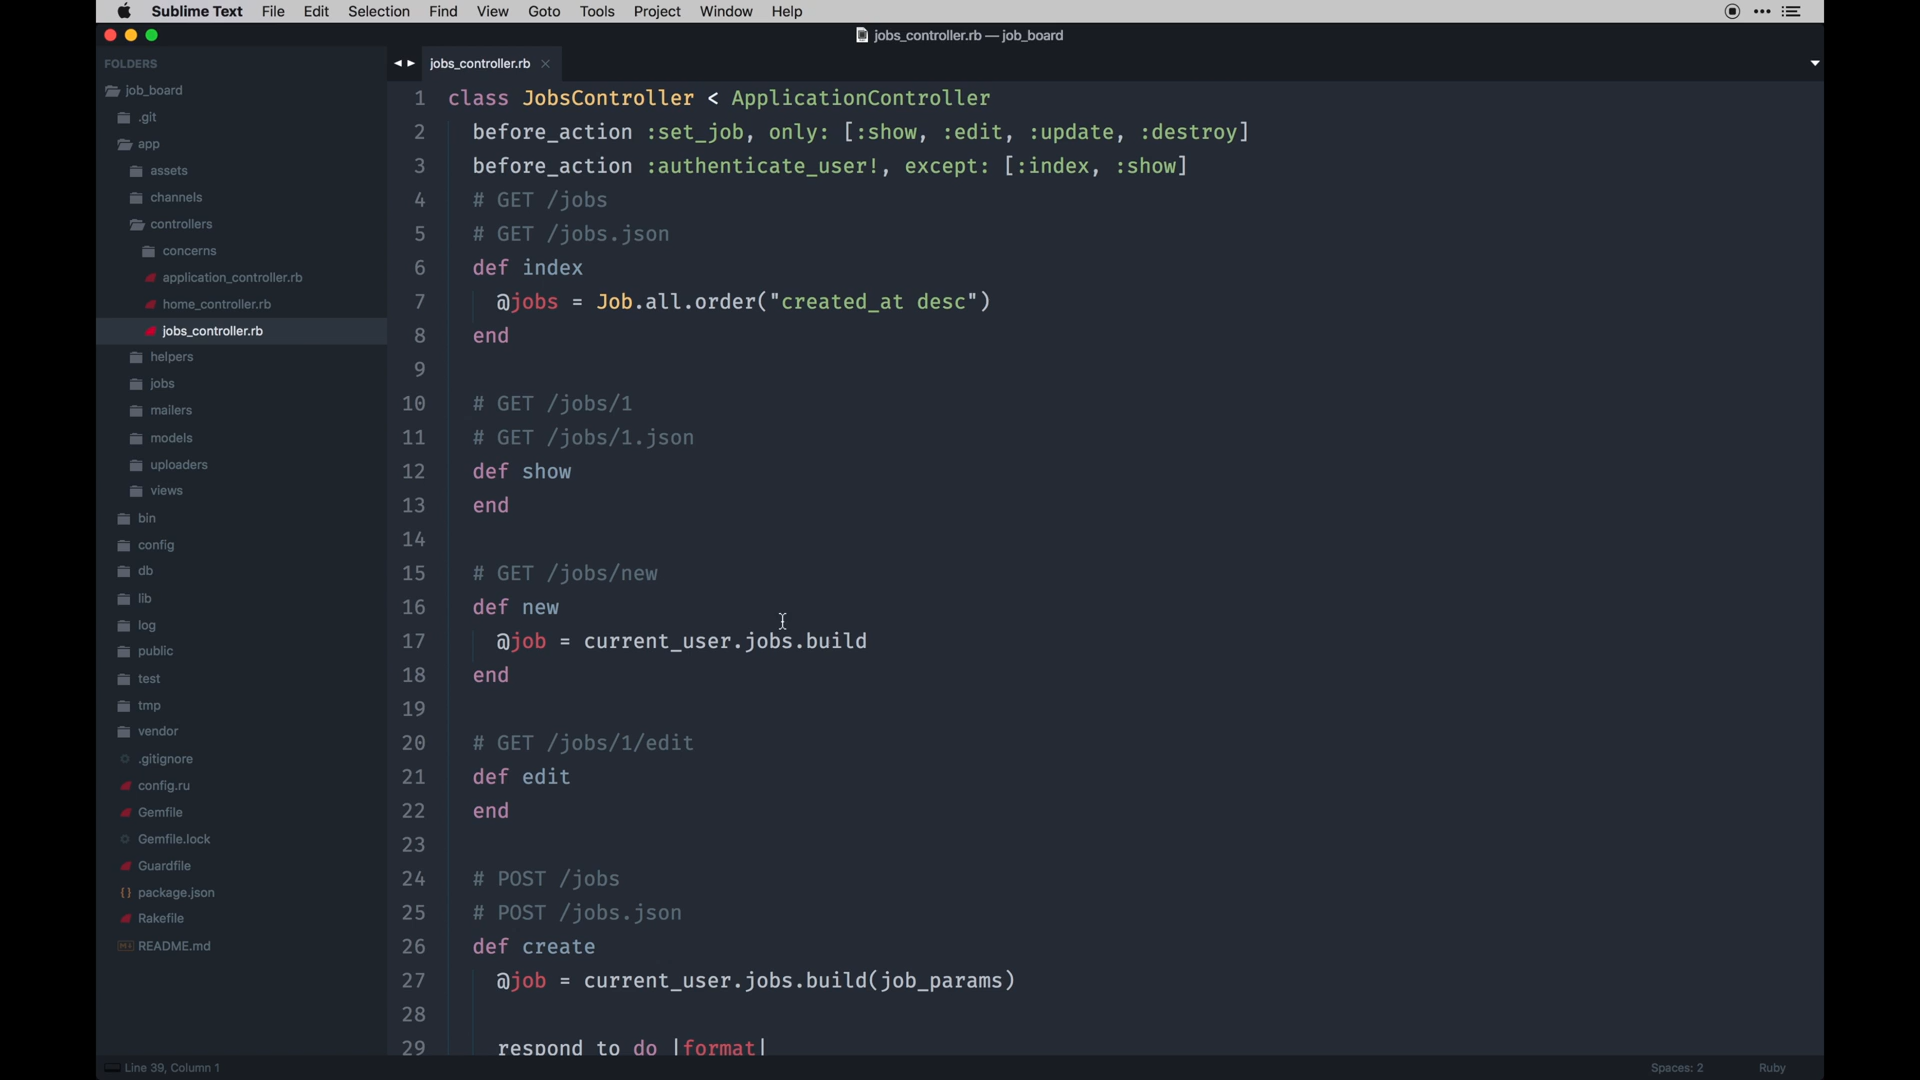 Sublime Text File Edit Selection Find View Goto Tools Project Window Help
jobs_controller.rb — job_board
FOLDERS
job_board
.git
app
assets
channels
controllers
concerns
application_controller.rb
home_controller.rb
jobs_controller.rb
helpers
jobs
mailers
models
uploaders
views
bin
config
db
lib
log
public
test
tmp
vendor
.gitignore
config.ru
Gemfile
Gemfile.lock
Guardfile
package.json
Rakefile
README.md
jobs_controller.rb
1 class JobsController < ApplicationController
2 before_action :set_job, only: [:show, :edit, :update, :destroy]
3 before_action :authenticate_user!, except: [:index, :show]
4 # GET /jobs
5 # GET /jobs.json
6 def index
7 @jobs = Job.all.order("created_at desc")
8 end
9
10 # GET /jobs/1
11 # GET /jobs/1.json
12 def show
13 end
14
15 # GET /jobs/new
16 def new
17 @job = current_user.jobs.build
18 end
19
20 # GET /jobs/1/edit
21 def edit
22 end
23
24 # POST /jobs
25 # POST /jobs.json
26 def create
27 @job = current_user.jobs.build(job_params)
28
29 respond_to do |format|
Line 39, Column 1
Spaces: 2
Ruby